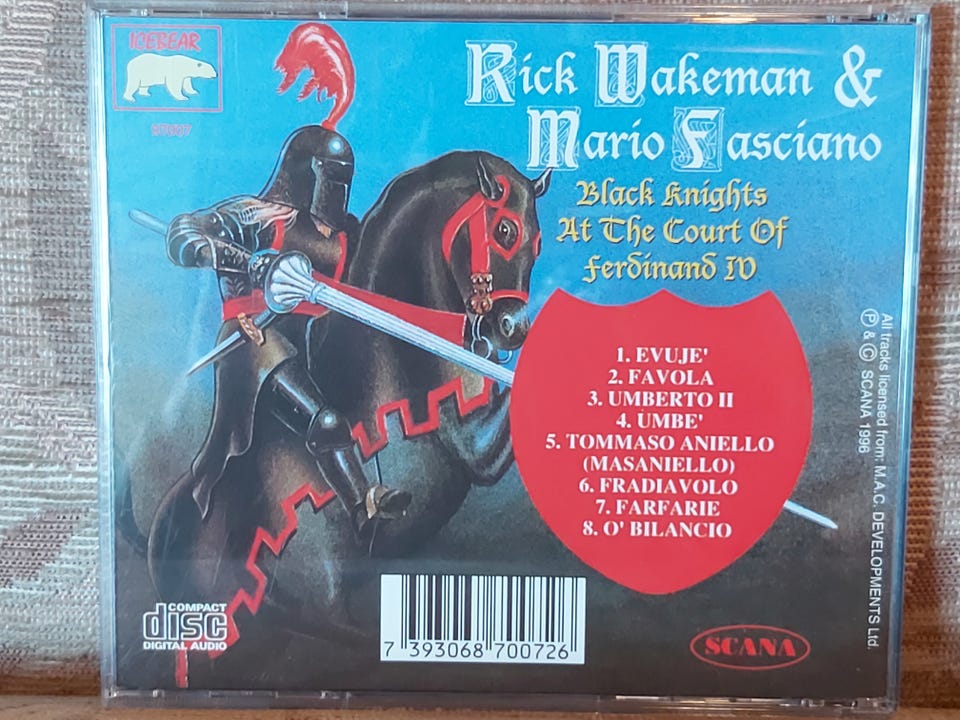 ICEBEAR
Rick Wakeman &
Mario Fasciano
Black Knights
At The Court Of
Ferdinand IV
1. EVUJE'
2. FAVOLA
3. UMBERTO II
4. UMBE'
5. TOMMASO ANIELLO
(MASANIELLO)
6. FRADIAVOLO
7. FARFARIE
8. O' BILANCIO
All tracks licensed from: M.A.C. DEVELOPMENTS Ltd.
Ⓟ & © SCANA 1996
COMPACT
disc
DIGITAL AUDIO
7 393068 700726
SCANA